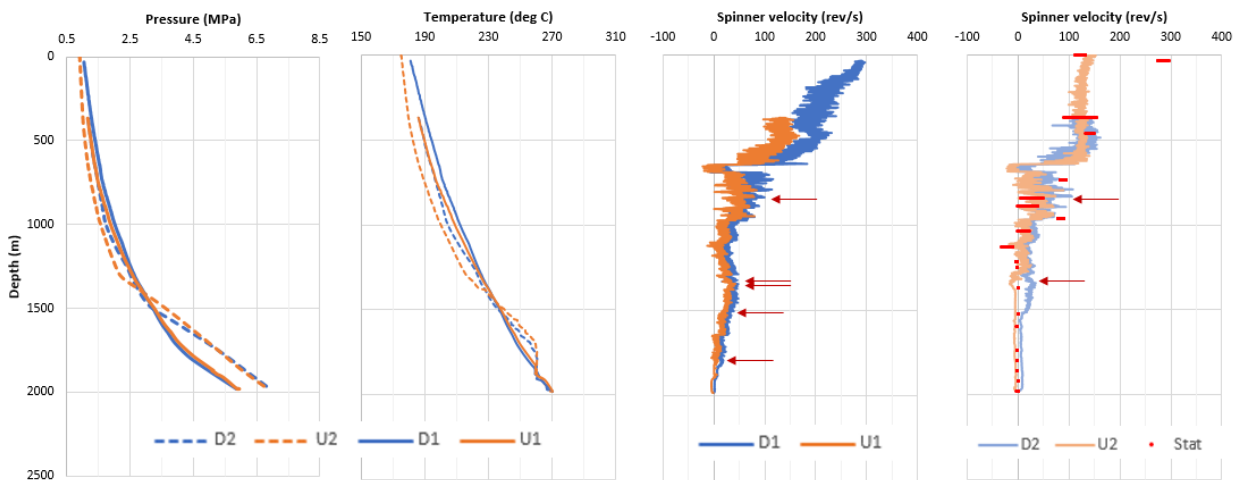 Pressure (MPa)
0.5 2.5 4.5 6.5 8.5
Temperature (deg C)
150 190 230 270 310
Spinner velocity (rev/s)
-100 0 100 200 300 400
Spinner velocity (rev/s)
-100 0 100 200 300 400
Depth (m)
0
500
1000
1500
2000
2500
D2 U2 D1 U1
D1 U1
D2 U2 Stat